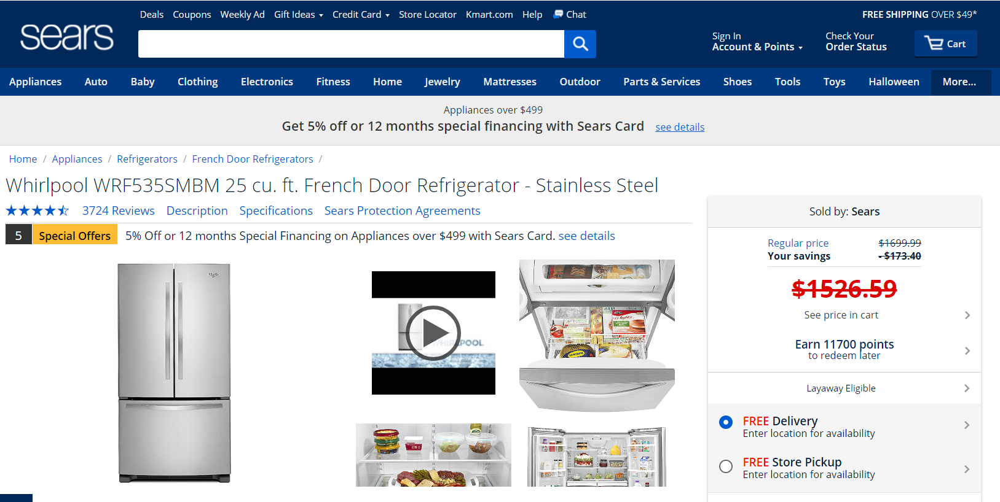 Deals Coupons Weekly Ad Gift Ideas Credit Card Store Locator Kmart.com Help Chat
FREE SHIPPING OVER $49*
sears
Sign In
Account & Points
Check Your
Order Status
Cart
Appliances Auto Baby Clothing Electronics Fitness Home Jewelry Mattresses Outdoor Parts & Services Shoes Tools Toys Halloween More...
Appliances over $499
Get 5% off or 12 months special financing with Sears Card see details
Home / Appliances / Refrigerators / French Door Refrigerators /
Whirlpool WRF535SMBM 25 cu. ft. French Door Refrigerator - Stainless Steel
3724 Reviews Description Specifications Sears Protection Agreements
5 Special Offers 5% Off or 12 months Special Financing on Appliances over $499 with Sears Card. see details
WHIRLPOOL
Sold by: Sears
Regular price $1699.99
Your savings - $173.40
$1526.59
See price in cart
Earn 11700 points
to redeem later
Layaway Eligible
FREE Delivery
Enter location for availability
FREE Store Pickup
Enter location for availability